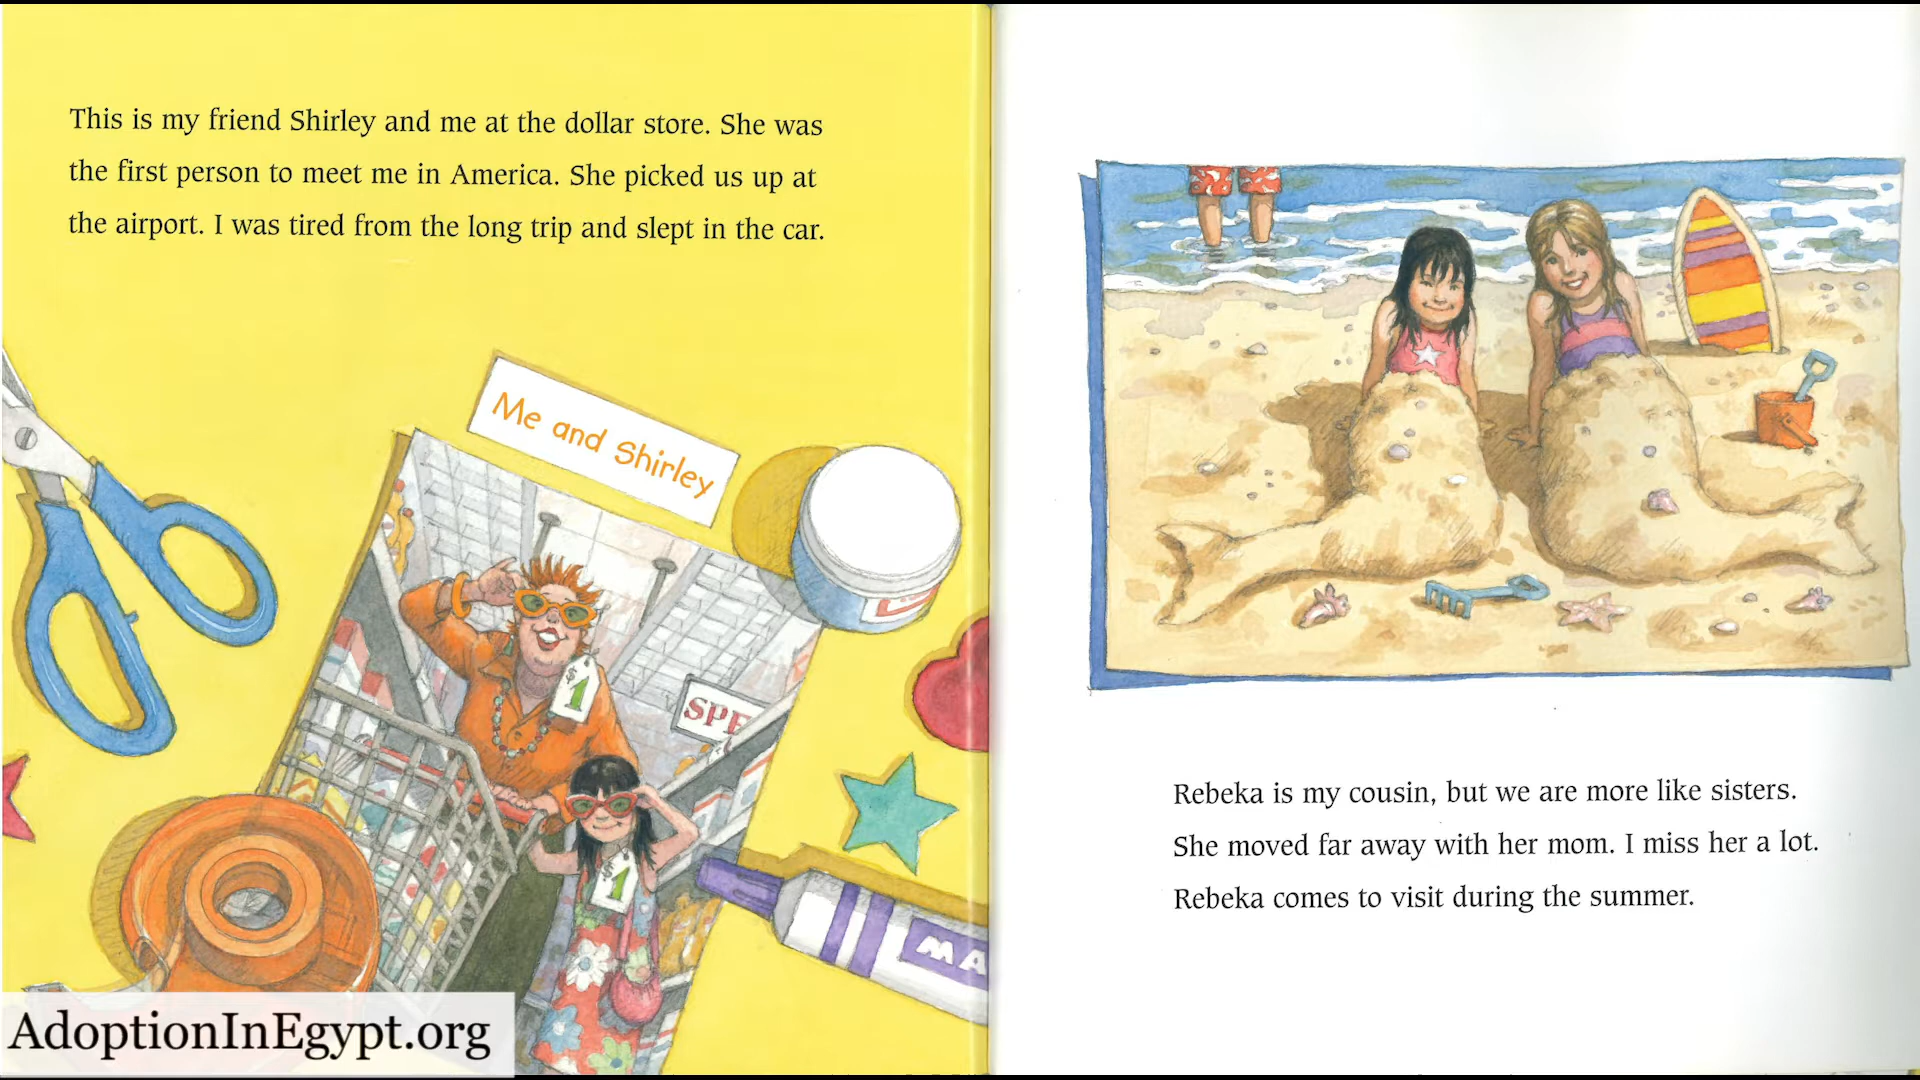 This is my friend Shirley and me at the dollar store. She was
the first person to meet me in America. She picked us up at
the airport. I was tired from the long trip and slept in the car.
Me and Shirley
$1
SPE
$1
MA
AdoptionInEgypt.org
Rebeka is my cousin, but we are more like sisters.
She moved far away with her mom. I miss her a lot.
Rebeka comes to visit during the summer.